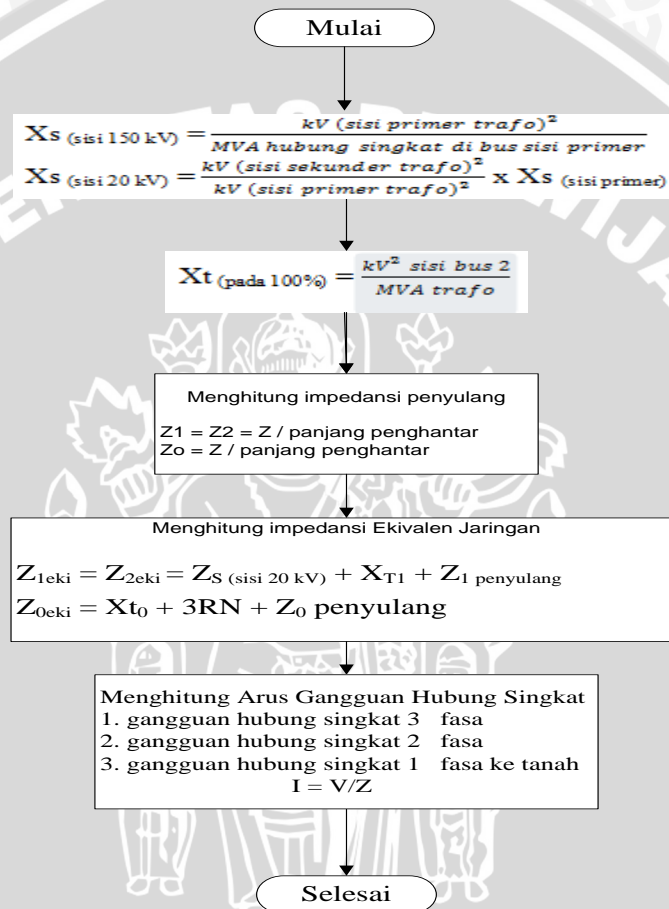 Mulai
Xs (sisi 150 kV) = kV (sisi primer trafo)² / MVA hubung singkat di bus sisi primer
Xs (sisi 20 kV) = kV (sisi sekunder trafo)² / kV (sisi primer trafo)² x Xs (sisi primer)
Xt (pada 100%) = kV² sisi bus 2 / MVA trafo
Menghitung impedansi penyulang
Z1 = Z2 = Z / panjang penghantar
Zo = Z / panjang penghantar
Menghitung impedansi Ekivalen Jaringan
Z1eki = Z2eki = ZS (sisi 20 kV) + XT1 + Z1 penyulang
Z0eki = Xt0 + 3RN + Z0 penyulang
Menghitung Arus Gangguan Hubung Singkat
1. gangguan hubung singkat 3 fasa
2. gangguan hubung singkat 2 fasa
3. gangguan hubung singkat 1 fasa ke tanah
I = V/Z
Selesai